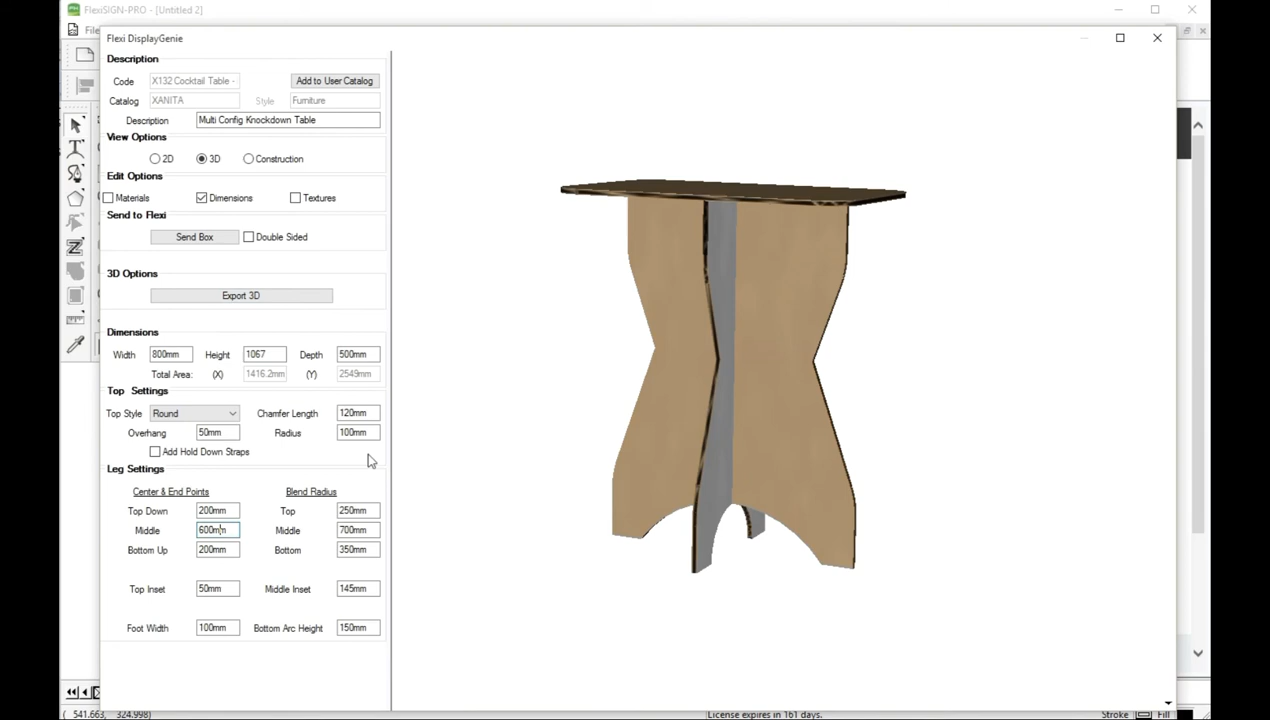 FlexiSIGN-PRO - [Untitled 2]
File
Flexi DisplayGenie
Description
Code X132 Cocktail Table - Add to User Catalog
Catalog XANITA Style Furniture
Description Multi Config Knockdown Table
View Options
2D 3D Construction
Edit Options
Materials Dimensions Textures
Send to Flexi
Send Box Double Sided
3D Options
Export 3D
Dimensions
Width 800mm Height 1067 Depth 500mm
Total Area: (X) 1416.2mm (Y) 2549mm
Top Settings
Top Style Round Chamfer Length 120mm
Overhang 50mm Radius 100mm
Add Hold Down Straps
Leg Settings
Center & End Points Blend Radius
Top Down 200mm Top 250mm
Middle 600mm Middle 700mm
Bottom Up 200mm Bottom 350mm
Top Inset 50mm Middle Inset 145mm
Foot Width 100mm Bottom Arc Height 150mm
( 541.663, 324.998) License expires in 161 days. Stroke Fill